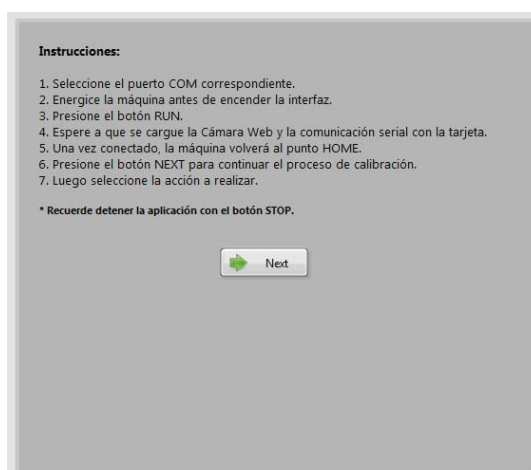 Instrucciones:
1. Seleccione el puerto COM correspondiente.
2. Energice la máquina antes de encender la interfaz.
3. Presione el botón RUN.
4. Espere a que se cargue la Cámara Web y la comunicación serial con la tarjeta.
5. Una vez conectado, la máquina volverá al punto HOME.
6. Presione el botón NEXT para continuar el proceso de calibración.
7. Luego seleccione la acción a realizar.
* Recuerde detener la aplicación con el botón STOP.
Next